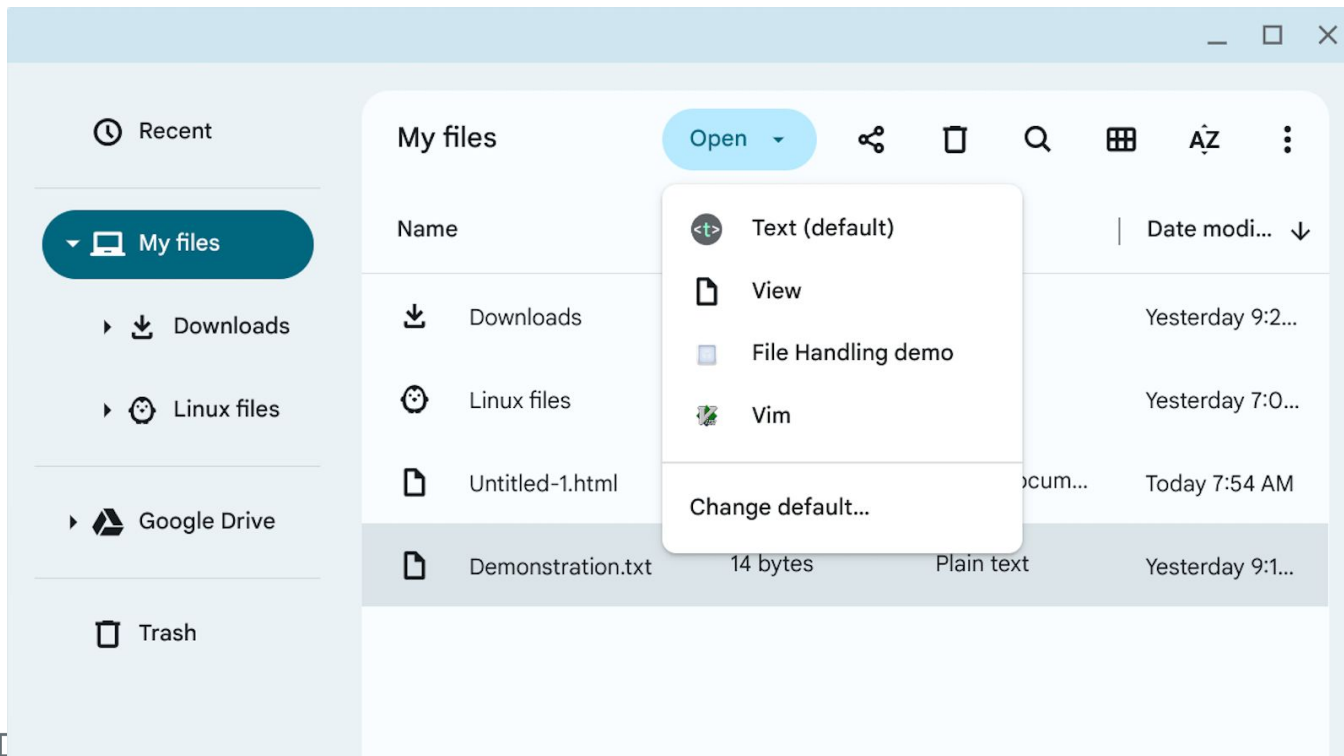 Recent
My files
Downloads
Linux files
Google Drive
Trash
My files
Open
AZ
Name
Date modi...
<t> Text (default)
View
File Handling demo
Vim
Change default...
Downloads
Yesterday 9:2...
Linux files
Yesterday 7:0...
Untitled-1.html
ocum...
Today 7:54 AM
Demonstration.txt
14 bytes
Plain text
Yesterday 9:1...